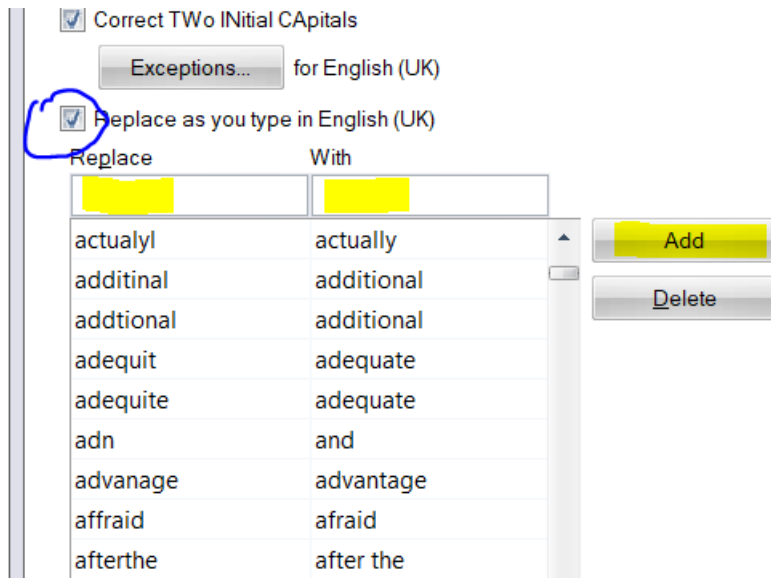 Correct TWo INitial CApitals
Exceptions... for English (UK)
Replace as you type in English (UK)
Replace With
actualyl actually Add
additinal additional
addtional additional Delete
adequit adequate
adequite adequate
adn and
advanage advantage
affraid afraid
afterthe after the